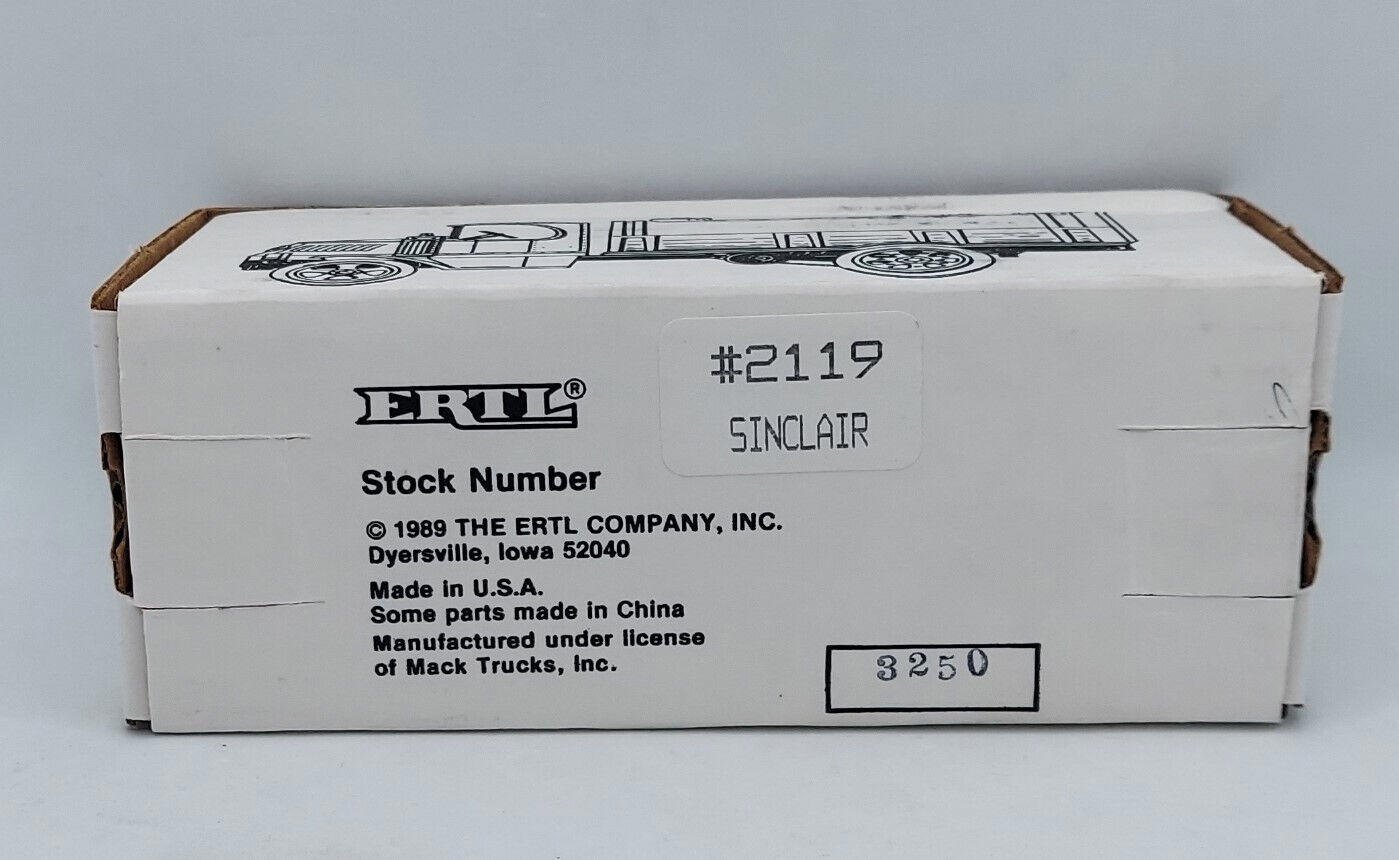 ERTL®
#2119
SINCLAIR
Stock Number
© 1989 THE ERTL COMPANY, INC.
Dyersville, Iowa 52040
Made in U.S.A.
Some parts made in China
Manufactured under license
of Mack Trucks, Inc.
3250